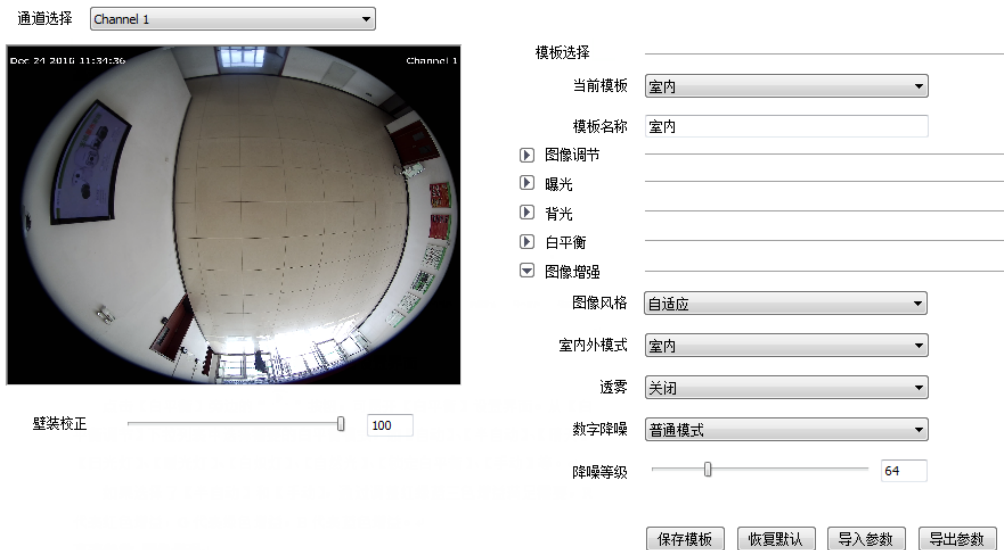 通道选择 Channel 1
Dec 24 2016 11:34:36 Channel 1
壁装校正 100
模板选择
当前模板 室内
模板名称 室内
图像调节
曝光
背光
白平衡
图像增强
图像风格 自适应
室内外模式 室内
透雾 关闭
数字降噪 普通模式
降噪等级 64
保存模板 恢复默认 导入参数 导出参数